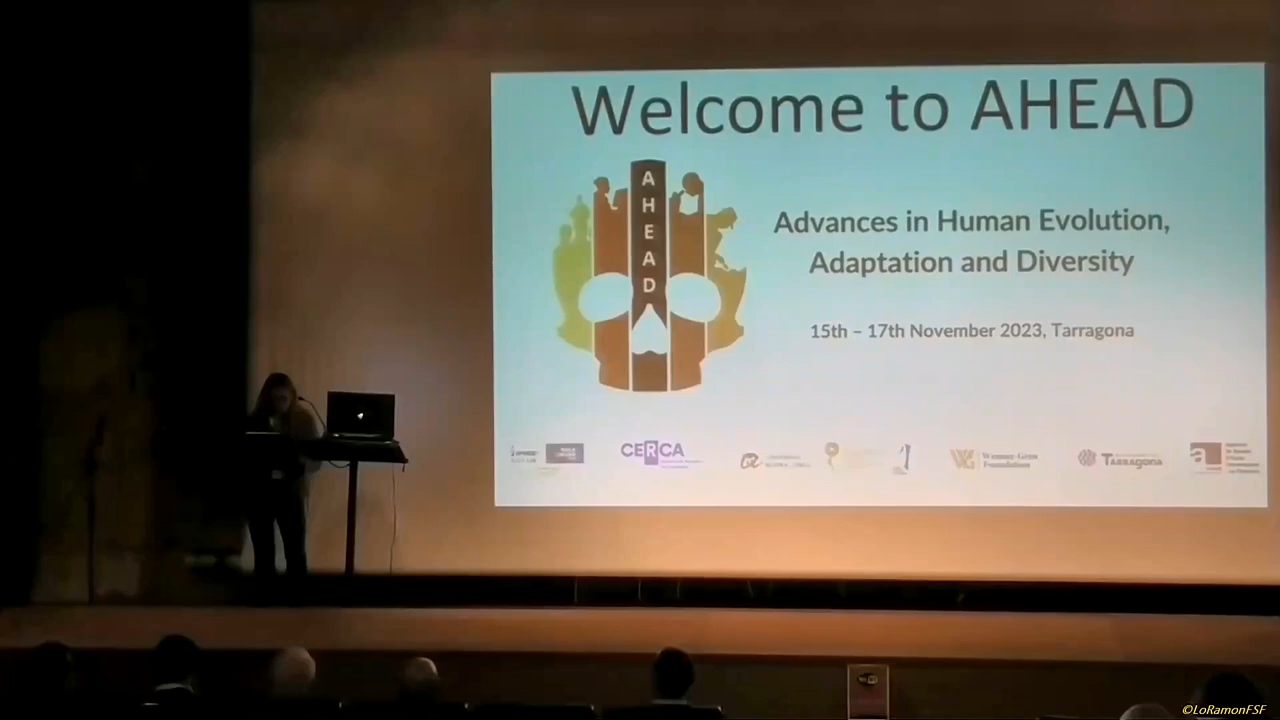 Welcome to AHEAD
AHEAD
Advances in Human Evolution,
Adaptation and Diversity
15th – 17th November 2023, Tarragona
CERCA
Wenner-Gren
Foundation
TARRAGONA
©LoRamonFSF